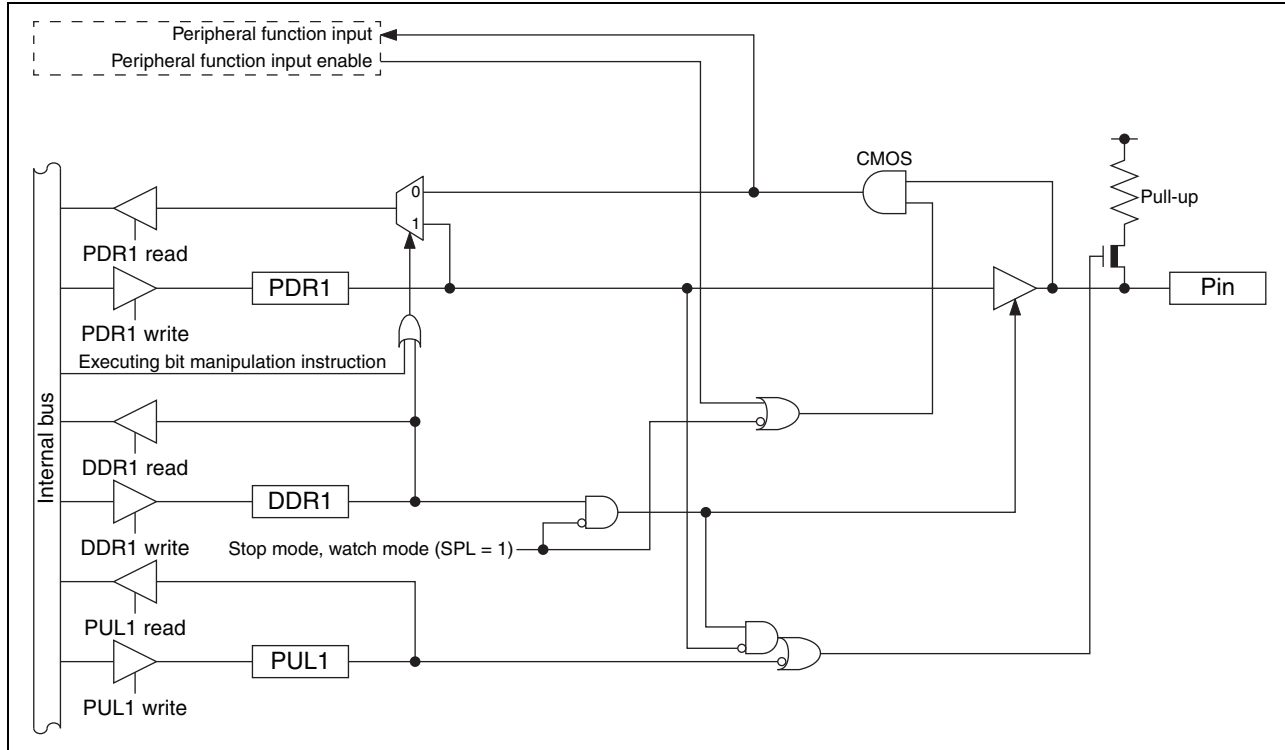 Peripheral function input
Peripheral function input enable
CMOS
Pull-up
0
1
PDR1 read
PDR1
Pin
PDR1 write
Executing bit manipulation instruction
Internal bus
DDR1 read
DDR1
DDR1 write
Stop mode, watch mode (SPL = 1)
PUL1 read
PUL1
PUL1 write